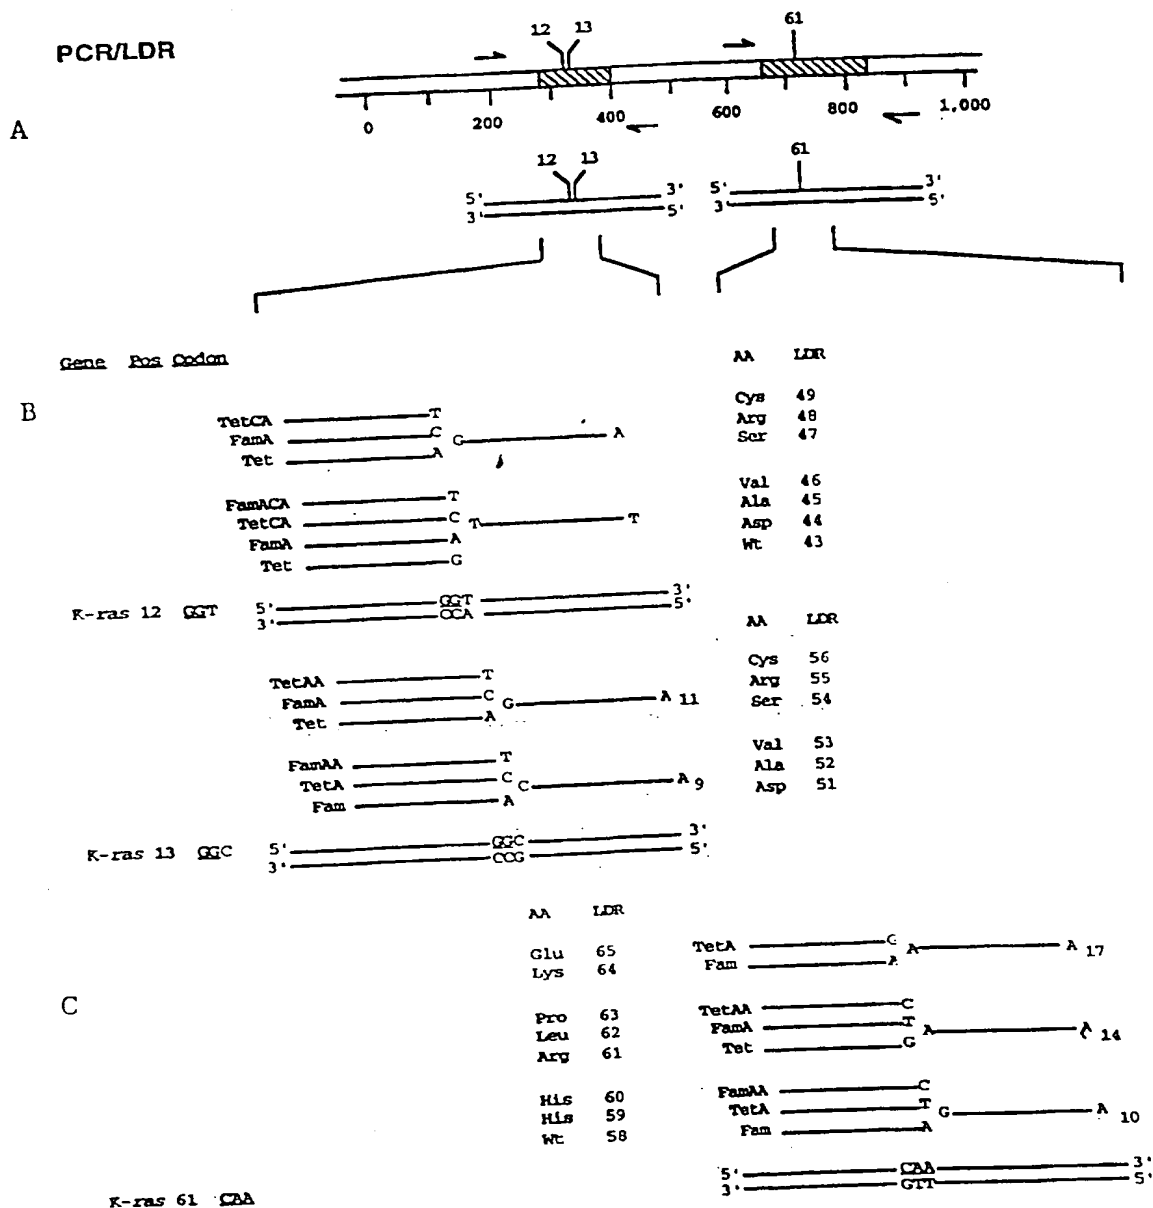 PCR/LDR
12 13
61
0 200 400 600 800 1,000
A
12 13
61
5' 3'
3' 5'
5' 3'
3' 5'
Gene Pos Codon
AA LDR
B
TetCA T
FamA C G A
Tet A
Cys 49
Arg 48
Ser 47
FamACA T
TetCA C T T
FamA A
Tet G
Val 46
Ala 45
Asp 44
Wt 43
K-ras 12 GGT 5' GGT 3'
3' CCA 5'
AA LDR
TetAA T
FamA C G A 11
Tet A
Cys 56
Arg 55
Ser 54
FamAA T
TetA C C A 9
Fam A
Val 53
Ala 52
Asp 51
K-ras 13 GGC 5' GGC 3'
3' CCG 5'
AA LDR
Glu 65
Lys 64
TetA G A A 17
Fam A
C
Pro 63
Leu 62
Arg 61
TetAA C
FamA T A A 14
Tet G
His 60
His 59
Wt 58
FamAA C
TetA T G A 10
Fam A
5' CAA 3'
3' GTT 5'
K-ras 61 CAA